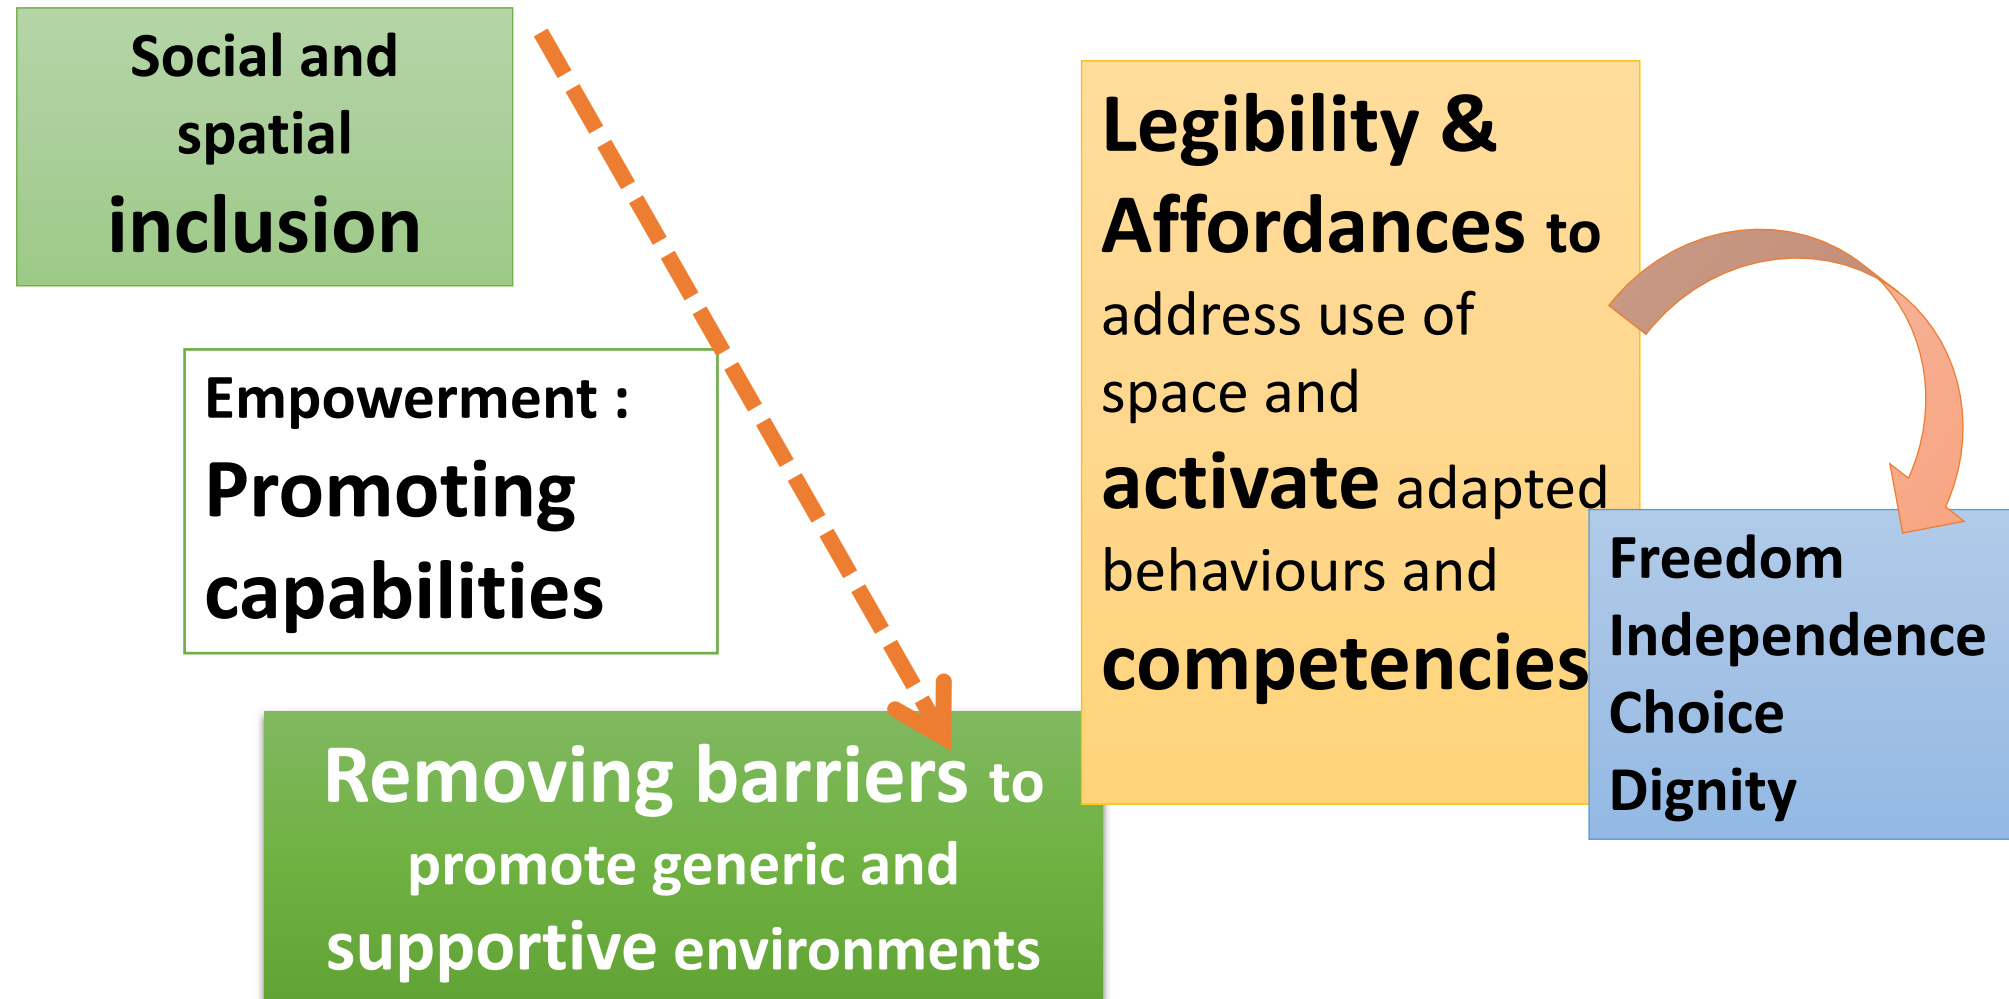 Social and
spatial
inclusion
Empowerment :
Promoting
capabilities
Removing barriers to
promote generic and
supportive environments
Legibility &
Affordances to
address use of
space and
activate adapted
behaviours and
competencies
Freedom
Independence
Choice
Dignity